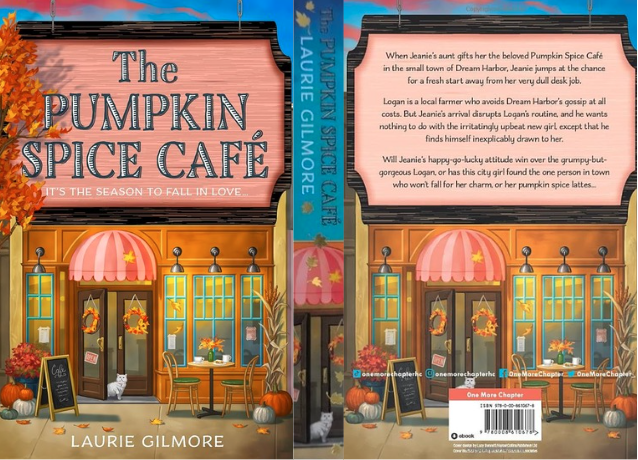 The
PUMPKIN
SPICE CAFÉ
IT'S THE SEASON TO FALL IN LOVE...
Café
LAURIE GILMORE
The PUMPKIN SPICE CAFÉ
LAURIE GILMORE
When Jeanie's aunt gifts her the beloved Pumpkin Spice Café
in the small town of Dream Harbor, Jeanie jumps at the chance
for a fresh start away from her very dull desk job.
Logan is a local farmer who avoids Dream Harbor's gossip at all
costs. But Jeanie's arrival disrupts Logan's routine, and he wants
nothing to do with the irritatingly upbeat new girl, except that he
finds himself inexplicably drawn to her.
Will Jeanie's happy-go-lucky attitude win over the grumpy-but-
gorgeous Logan, or has this city girl found the one person in town
who won't fall for her charm, or her pumpkin spice lattes...
@onemorechapterhc @onemorechapterhc OneMoreChapter OneMoreChapter
One More Chapter
ebook